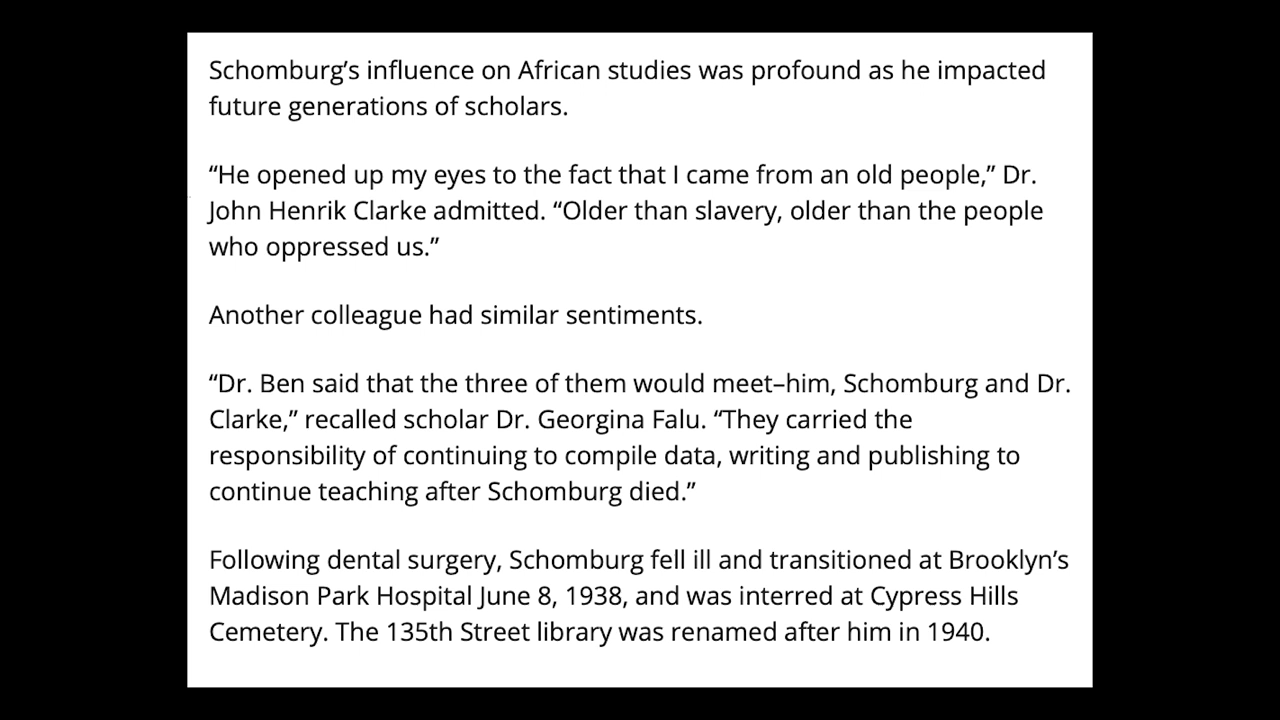 Schomburg’s influence on African studies was profound as he impacted
future generations of scholars.
“He opened up my eyes to the fact that I came from an old people,” Dr.
John Henrik Clarke admitted. “Older than slavery, older than the people
who oppressed us.”
Another colleague had similar sentiments.
“Dr. Ben said that the three of them would meet–him, Schomburg and Dr.
Clarke,” recalled scholar Dr. Georgina Falu. “They carried the
responsibility of continuing to compile data, writing and publishing to
continue teaching after Schomburg died.”
Following dental surgery, Schomburg fell ill and transitioned at Brooklyn’s
Madison Park Hospital June 8, 1938, and was interred at Cypress Hills
Cemetery. The 135th Street library was renamed after him in 1940.